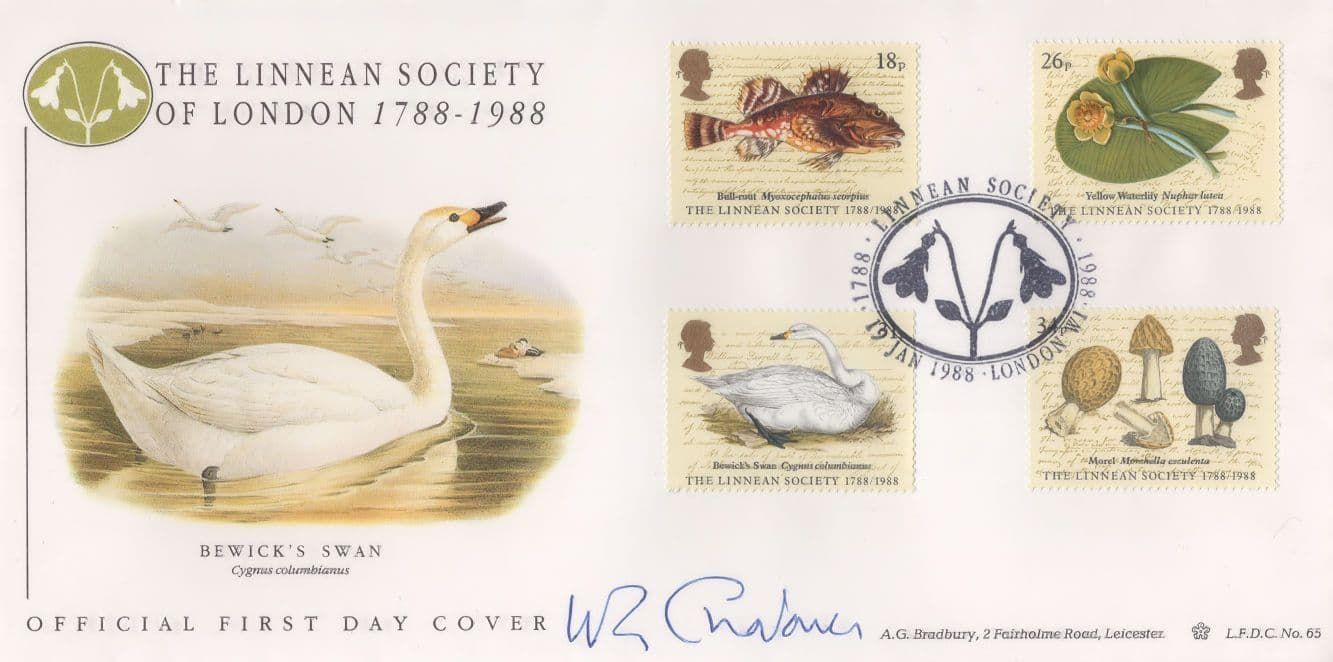 THE LINNEAN SOCIETY
OF LONDON 1788-1988
18p
Bull-rout Myoxocephalus scorpius
THE LINNEAN SOCIETY 1788/1988
26p
Yellow Waterlily Nuphar lutea
THE LINNEAN SOCIETY 1788/1988
1788 · LINNEAN SOCIETY · 1988 ·
19 JAN 1988 · LONDON W1 ·
Bewick's Swan Cygnus columbianus
THE LINNEAN SOCIETY 1788/1988
34p
Morel Morchella esculenta
THE LINNEAN SOCIETY 1788/1988
BEWICK'S SWAN
Cygnus columbianus
OFFICIAL FIRST DAY COVER
A.G. Bradbury, 2 Fairholme Road, Leicester.
L.F.D.C. No. 65